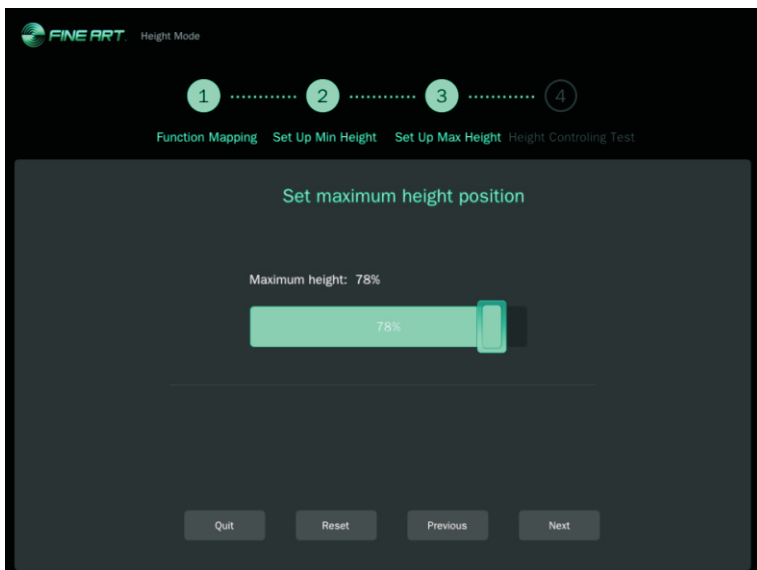 FINE ART. Height Mode
1 2 3 4
Function Mapping Set Up Min Height Set Up Max Height Height Controling Test
Set maximum height position
Maximum height: 78%
78%
Quit Reset Previous Next